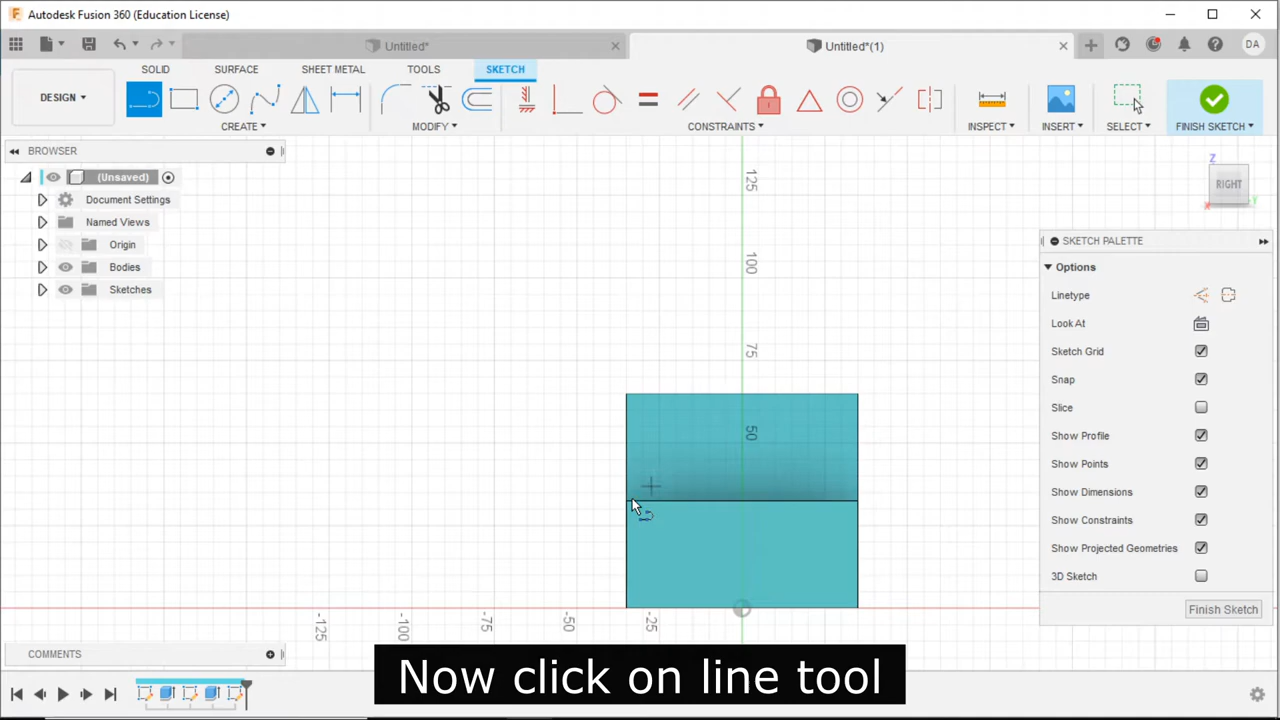 Autodesk Fusion 360 (Education License)
Untitled*
Untitled*(1)
DA
DESIGN
SOLID
SURFACE
SHEET METAL
TOOLS
SKETCH
CREATE
MODIFY
CONSTRAINTS
INSPECT
INSERT
SELECT
FINISH SKETCH
BROWSER
(Unsaved)
Document Settings
Named Views
Origin
Bodies
Sketches
125
100
75
50
-125
-100
-75
-50
-25
Z
RIGHT
X
Y
SKETCH PALETTE
Options
Linetype
Look At
Sketch Grid
Snap
Slice
Show Profile
Show Points
Show Dimensions
Show Constraints
Show Projected Geometries
3D Sketch
Finish Sketch
COMMENTS
Now click on line tool